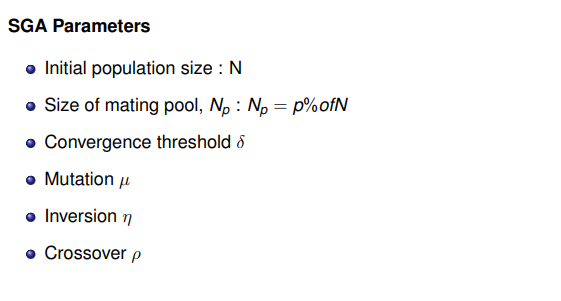 SGA Parameters
Initial population size : N
Size of mating pool, Nₚ : Nₚ = p%ofN
Convergence threshold δ
Mutation μ
Inversion η
Crossover ρ